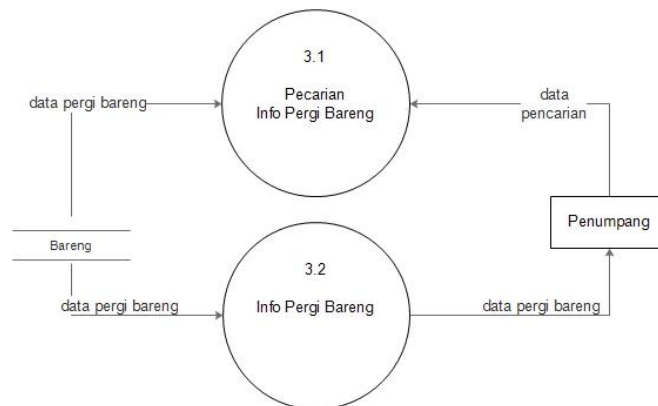 3.1
Pecarian
Info Pergi Bareng
data pergi bareng
data
pencarian
Penumpang
Bareng
3.2
Info Pergi Bareng
data pergi bareng
data pergi bareng